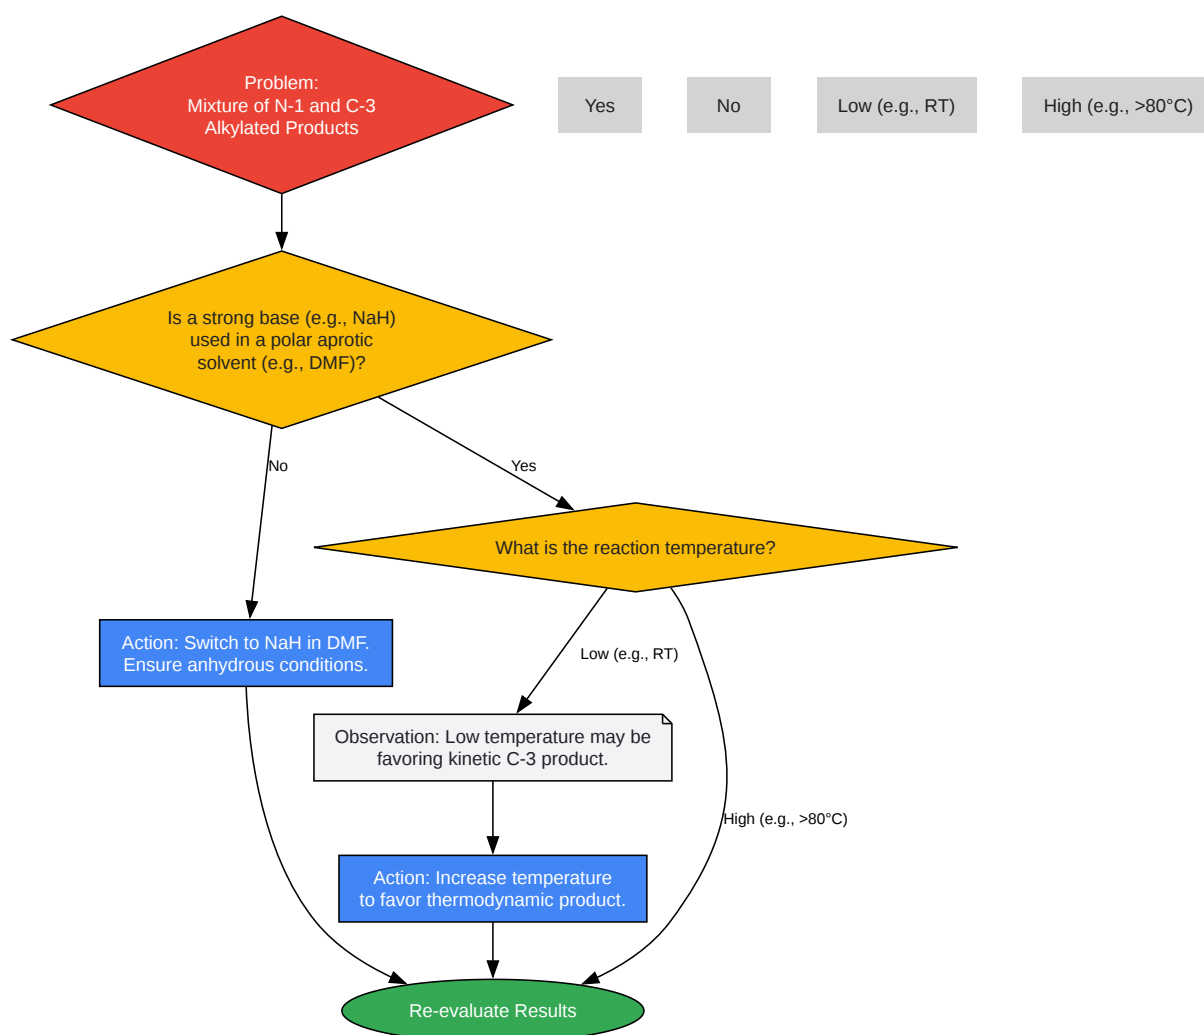 Problem:
Mixture of N-1 and C-3
Alkylated Products
Yes
No
Low (e.g., RT)
High (e.g., >80°C)
Is a strong base (e.g., NaH)
used in a polar aprotic
solvent (e.g., DMF)?
No
Yes
What is the reaction temperature?
Action: Switch to NaH in DMF.
Ensure anhydrous conditions.
Low (e.g., RT)
Observation: Low temperature may be
favoring kinetic C-3 product.
High (e.g., >80°C)
Action: Increase temperature
to favor thermodynamic product.
Re-evaluate Results